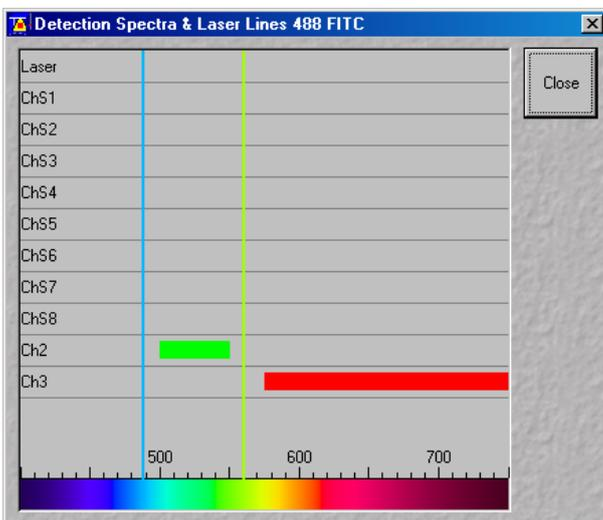 Detection Spectra & Laser Lines 488 FITC
Close
Laser
ChS1
ChS2
ChS3
ChS4
ChS5
ChS6
ChS7
ChS8
Ch2
Ch3
500 600 700